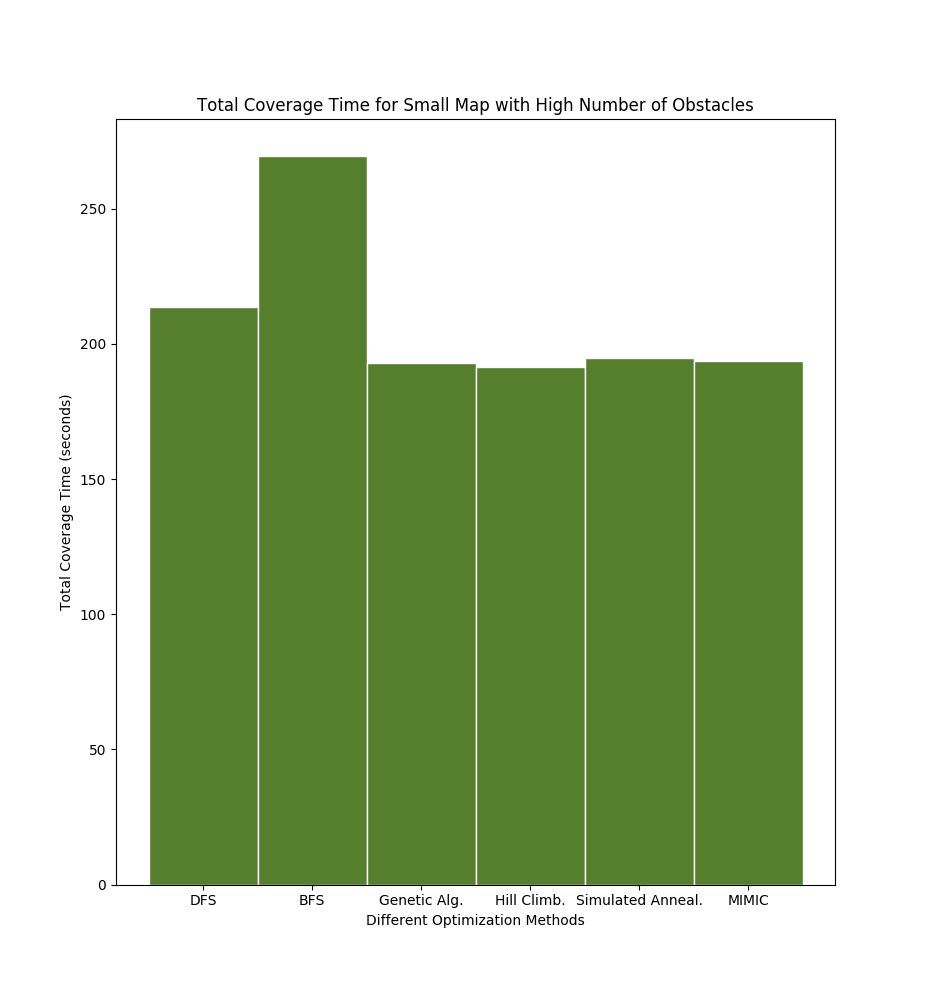 Total Coverage Time for Small Map with High Number of Obstacles
Total Coverage Time (seconds)
250
200
150
100
50
0
DFS BFS Genetic Alg. Hill Climb. Simulated Anneal. MIMIC
Different Optimization Methods